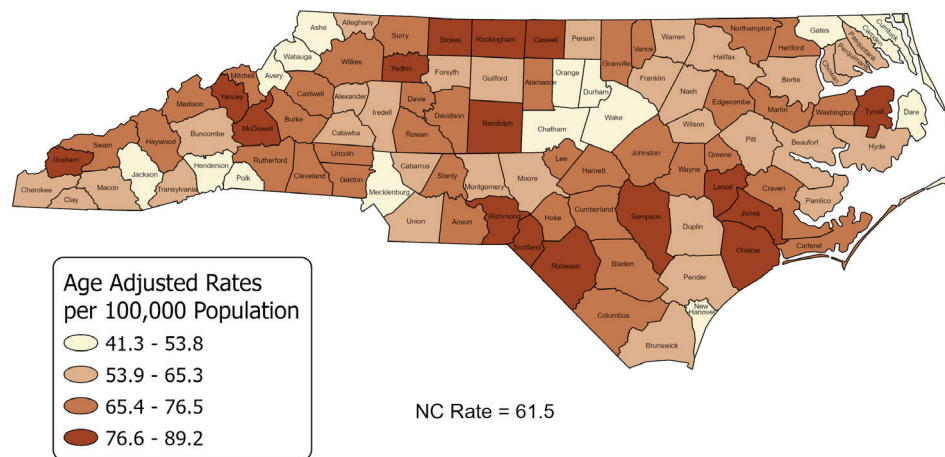 Ashe
Alleghany
Surry
Stokes
Rockingham
Caswell
Person
Granville
Vance
Warren
Northampton
Halifax
Hertford
Gates
Currituck
Camden
Pasquotank
Perquimans
Chowan
Watauga
Wilkes
Yadkin
Forsyth
Guilford
Alamance
Orange
Durham
Franklin
Nash
Bertie
Mitchell
Avery
Yancey
Caldwell
Alexander
Iredell
Davie
Davidson
Randolph
Chatham
Wake
Edgecombe
Martin
Washington
Tyrrell
Dare
Madison
McDowell
Burke
Catawba
Rowan
Wilson
Pitt
Beaufort
Hyde
Graham
Swain
Haywood
Buncombe
Rutherford
Lincoln
Cleveland
Gaston
Cabarrus
Stanly
Montgomery
Moore
Lee
Harnett
Johnston
Wayne
Greene
Lenoir
Craven
Pamlico
Cherokee
Clay
Macon
Jackson
Transylvania
Henderson
Polk
Mecklenburg
Union
Anson
Richmond
Scotland
Hoke
Cumberland
Sampson
Duplin
Jones
Onslow
Carteret
Robeson
Bladen
Pender
Columbus
New
Hanover
Brunswick
Age Adjusted Rates
per 100,000 Population
41.3 - 53.8
53.9 - 65.3
65.4 - 76.5
76.6 - 89.2
NC Rate = 61.5